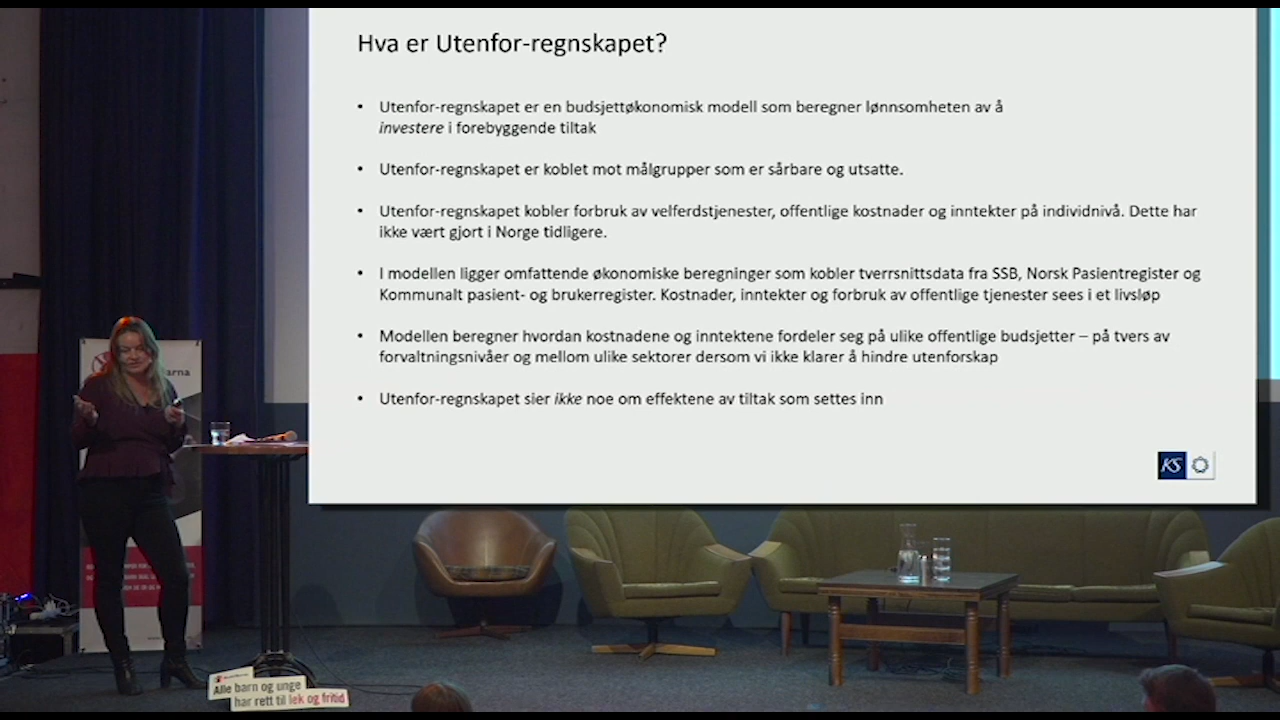 Hva er Utenfor-regnskapet?
• Utenfor-regnskapet er en budsjettøkonomisk modell som beregner lønnsomheten av å
investere i forebyggende tiltak
• Utenfor-regnskapet er koblet mot målgrupper som er sårbare og utsatte.
• Utenfor-regnskapet kobler forbruk av velferdstjenester, offentlige kostnader og inntekter på individnivå. Dette har
ikke vært gjort i Norge tidligere.
• I modellen ligger omfattende økonomiske beregninger som kobler tverrsnittsdata fra SSB, Norsk Pasientregister og
Kommunalt pasient- og brukerregister. Kostnader, inntekter og forbruk av offentlige tjenester sees i et livsløp
• Modellen beregner hvordan kostnadene og inntektene fordeler seg på ulike offentlige budsjetter – på tvers av
forvaltningsnivåer og mellom ulike sektorer dersom vi ikke klarer å hindre utenforskap
• Utenfor-regnskapet sier ikke noe om effektene av tiltak som settes inn
KS
Alle barn og unge
har rett til lek og fritid